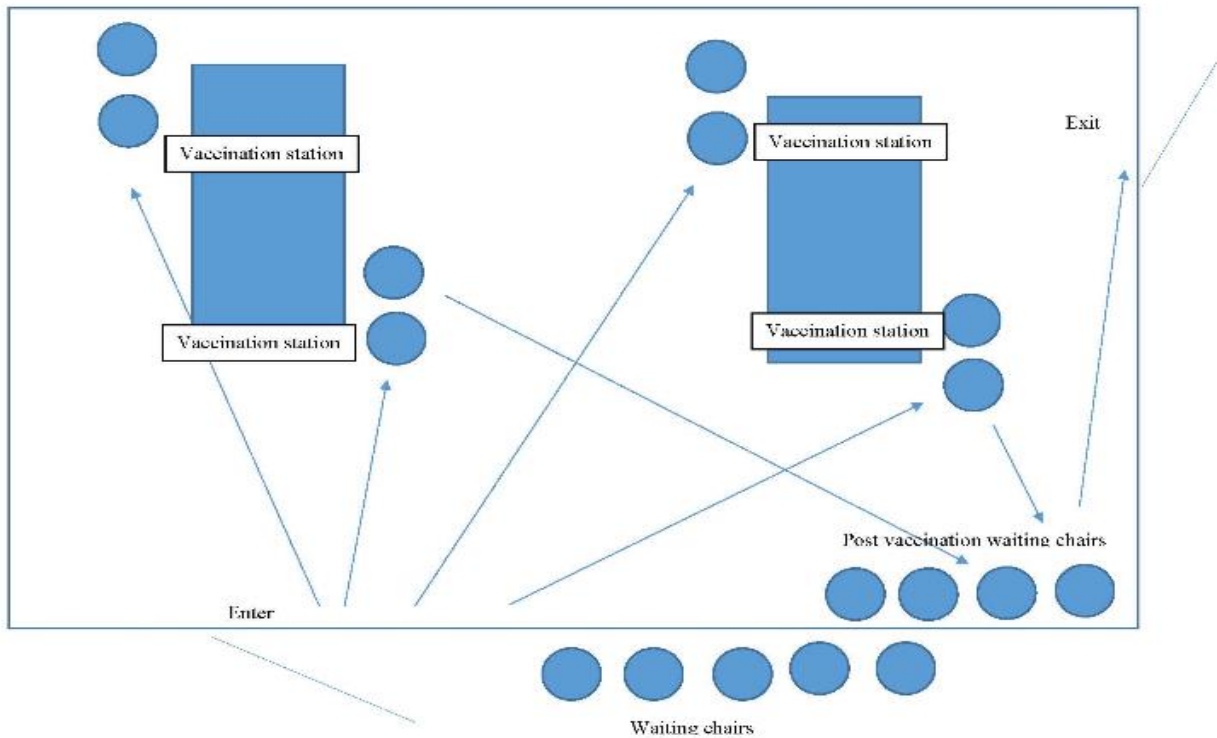 Exit
Vaccination station
Vaccination station
Vaccination station
Vaccination station
Post vaccination waiting chairs
Enter
Waiting chairs